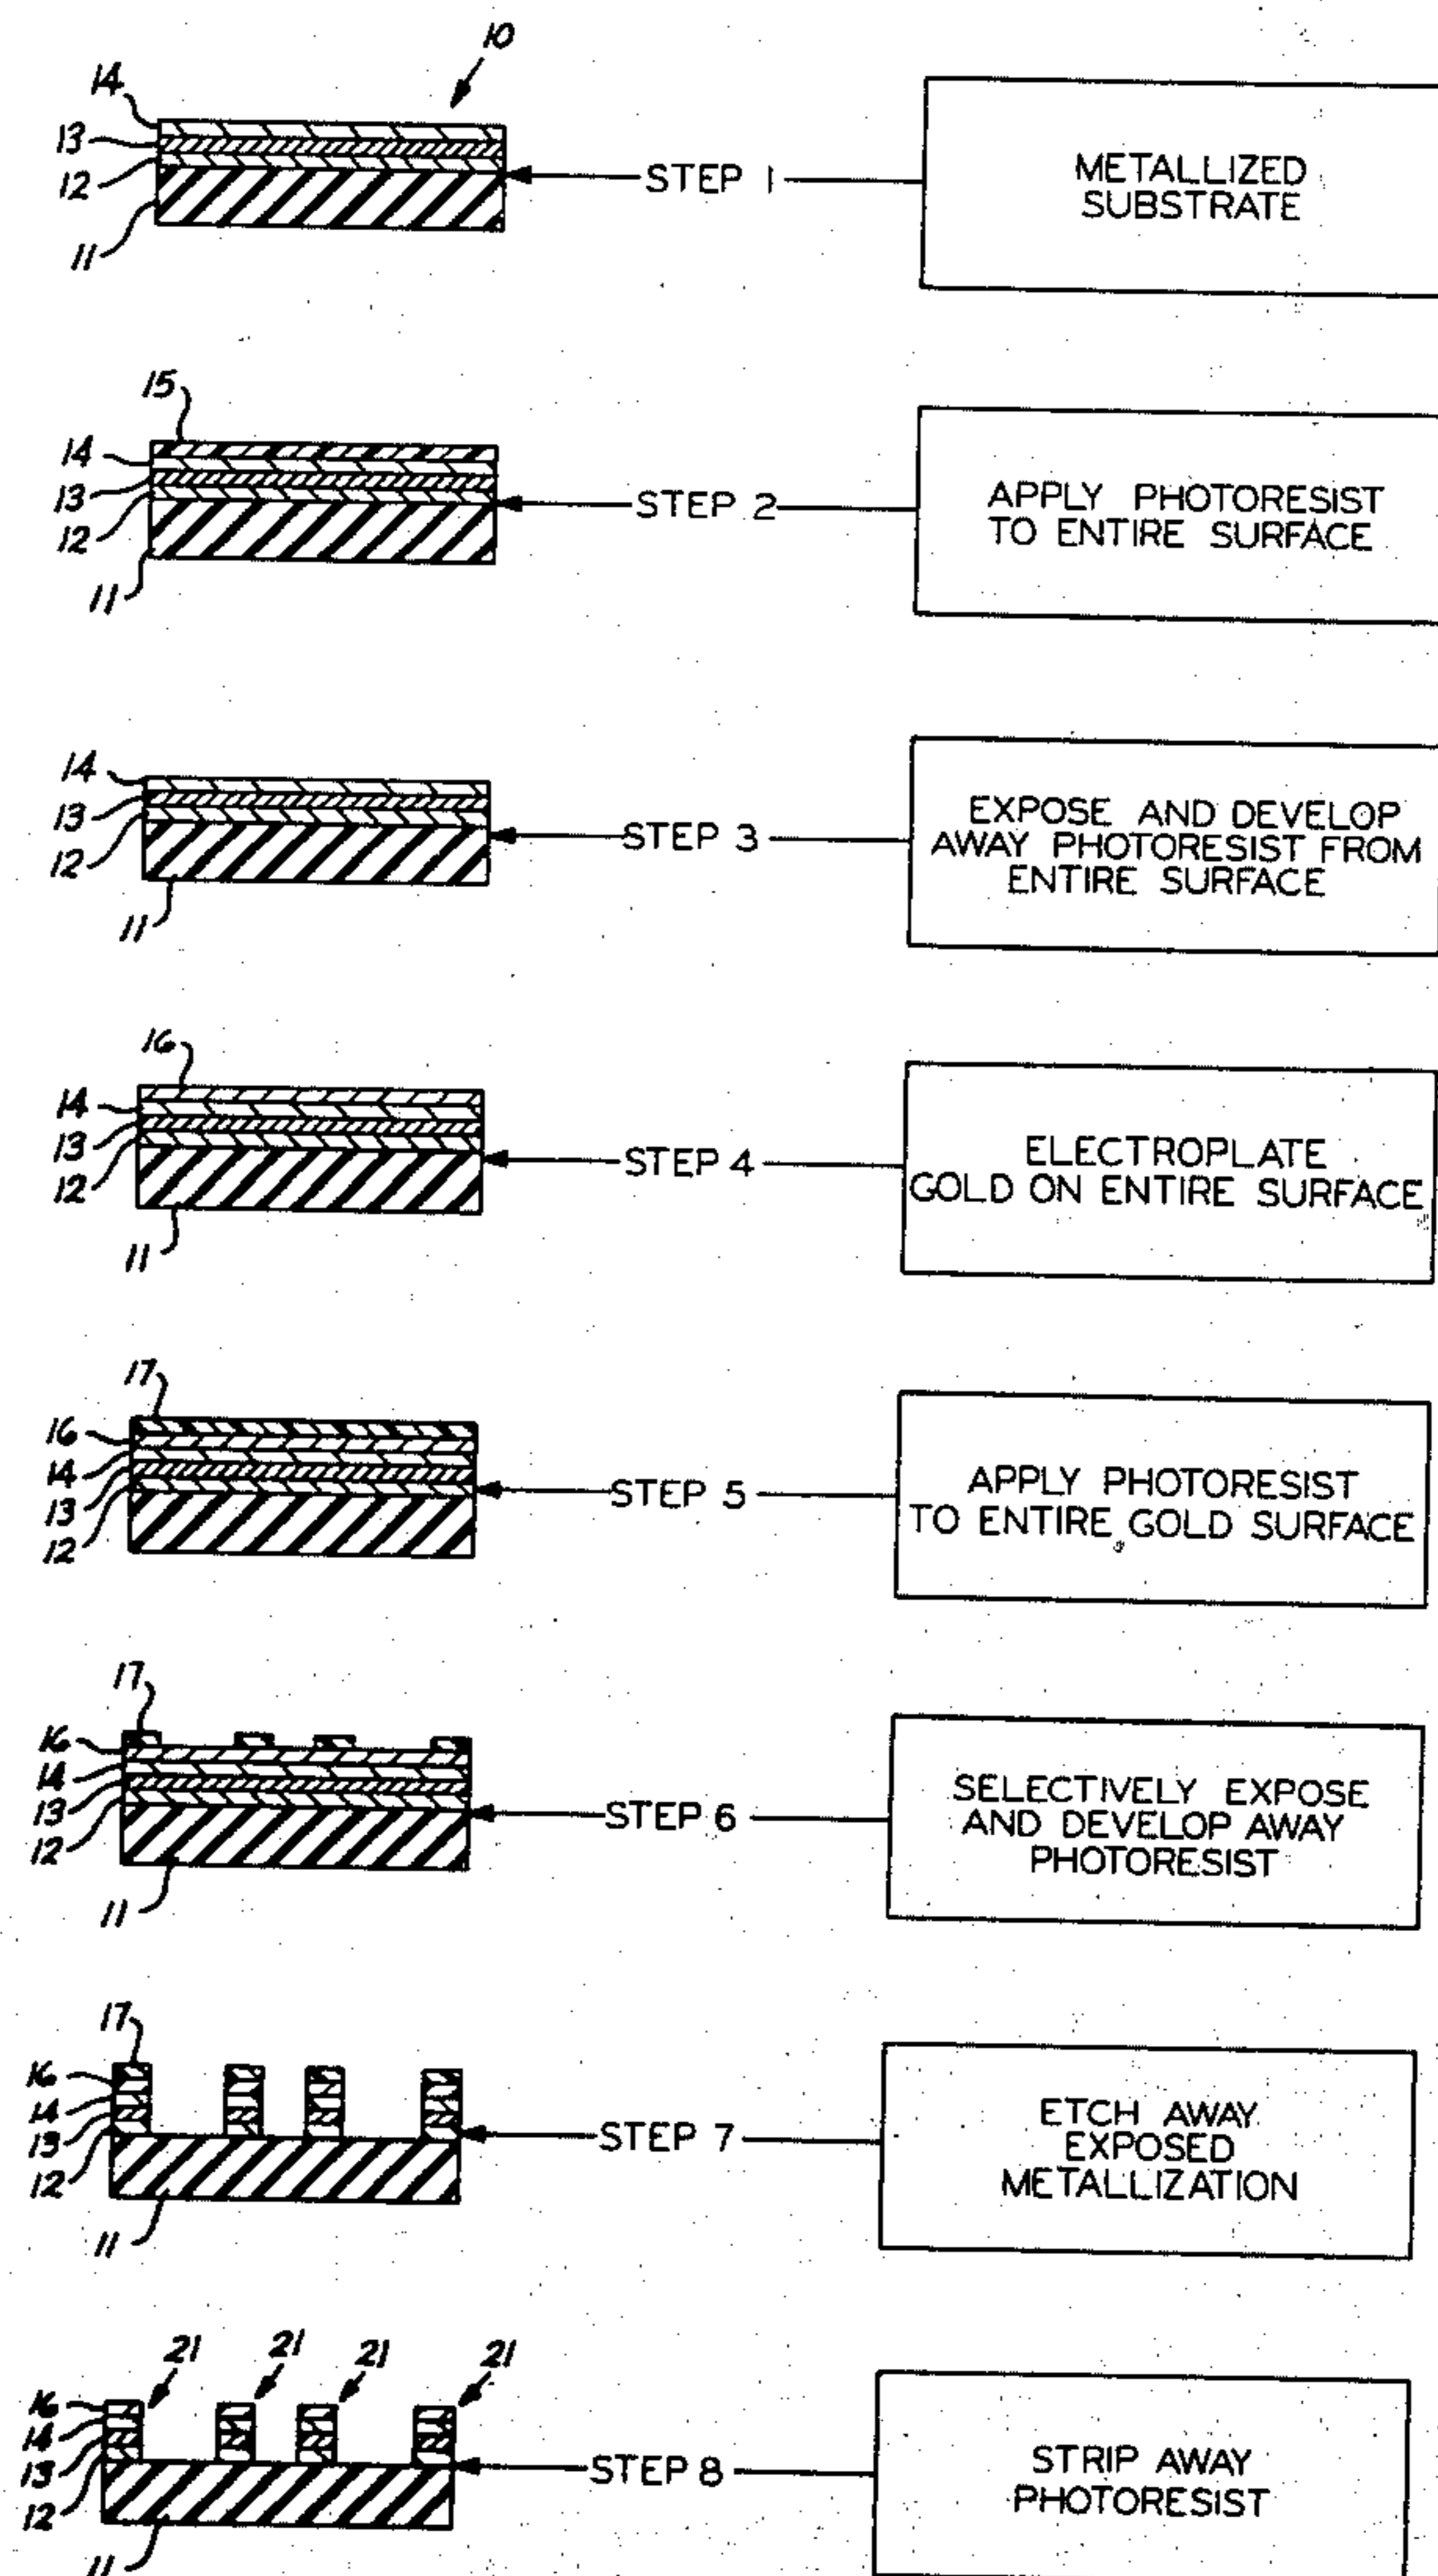 10
14
13
12
11
STEP 1
METALLIZED
SUBSTRATE
15
14
13
12
11
STEP 2
APPLY PHOTORESIST
TO ENTIRE SURFACE
14
13
12
11
STEP 3
EXPOSE AND DEVELOP
AWAY PHOTORESIST FROM
ENTIRE SURFACE
16
14
13
12
11
STEP 4
ELECTROPLATE
GOLD ON ENTIRE SURFACE
17
16
14
13
12
STEP 5
APPLY PHOTORESIST
TO ENTIRE GOLD SURFACE
17
16
14
13
12
11
STEP 6
SELECTIVELY EXPOSE
AND DEVELOP AWAY
PHOTORESIST
17
16
14
13
12
11
STEP 7
ETCH AWAY
EXPOSED
METALLIZATION
21 21 21 21
16
14
13
12
11
STEP 8
STRIP AWAY
PHOTORESIST